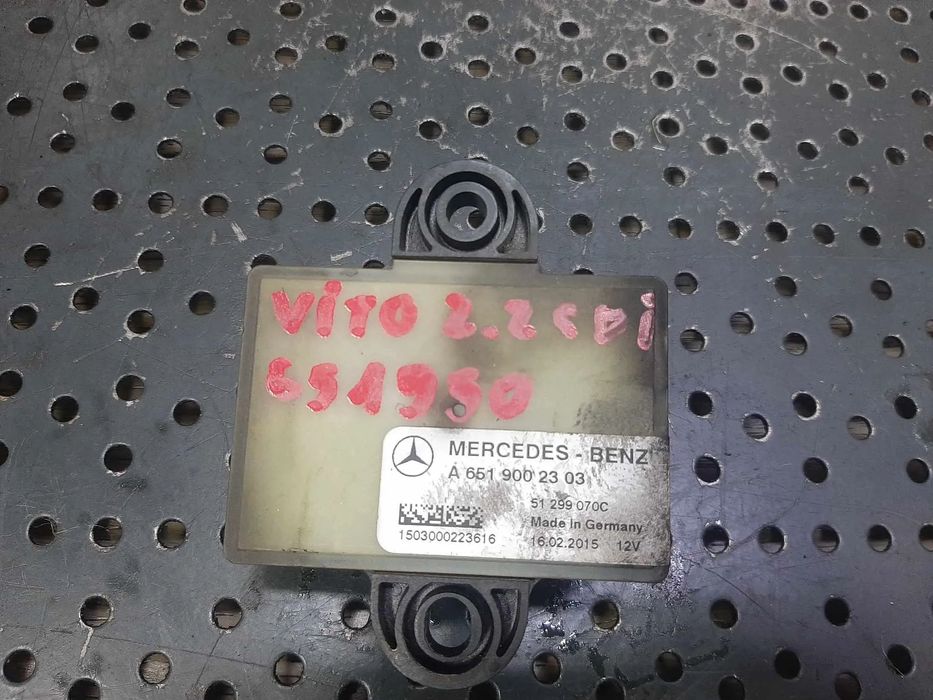 VITO 2.2 CDI
651950
MERCEDES - BENZ
A 651 900 23 03
51 299 070C
Made in Germany
1503000223616
16.02.2015 12V